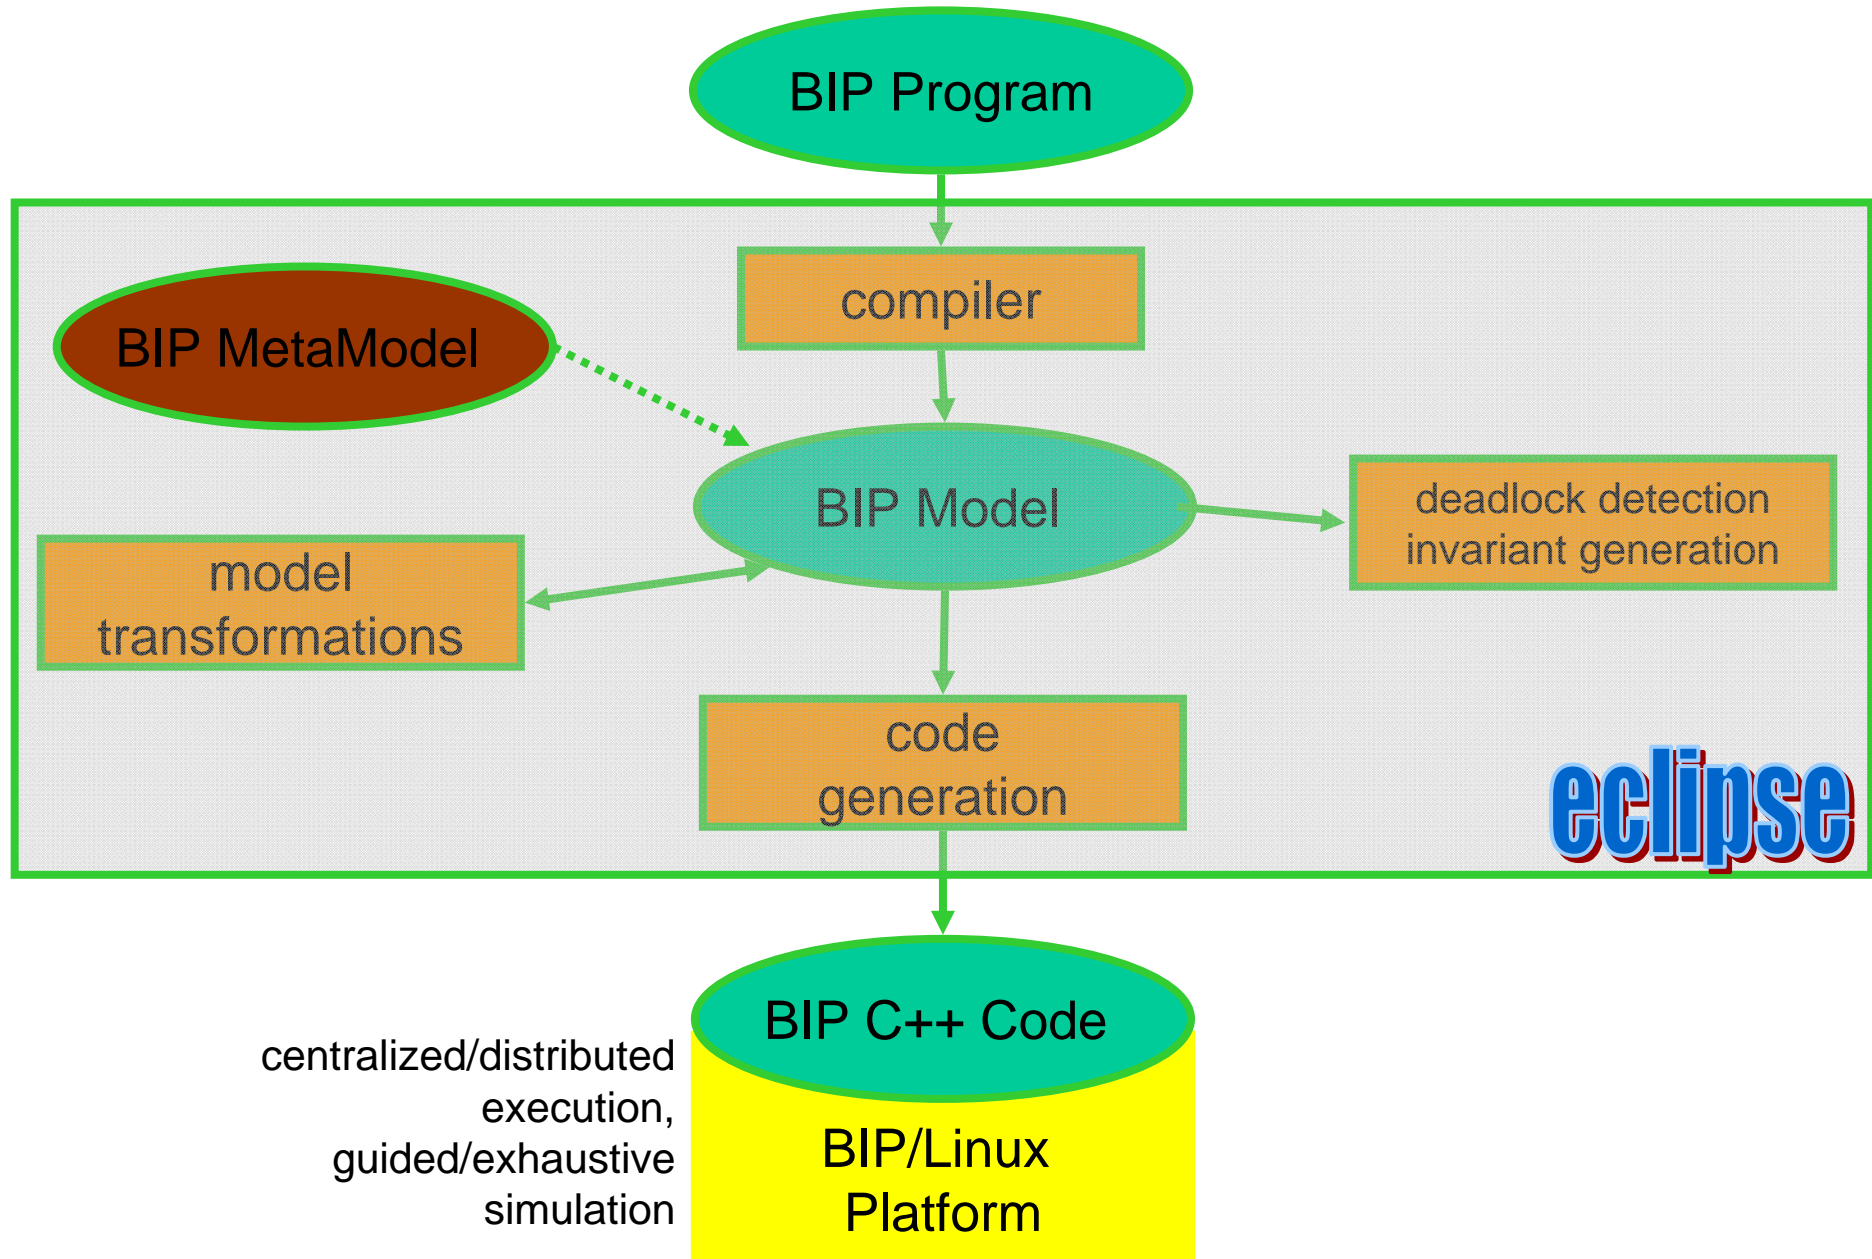 BIP Program
compiler
BIP MetaModel
BIP Model
deadlock detection
invariant generation
model
transformations
code
generation
eclipse
BIP C++ Code
centralized/distributed
execution,
guided/exhaustive
simulation
BIP/Linux
Platform